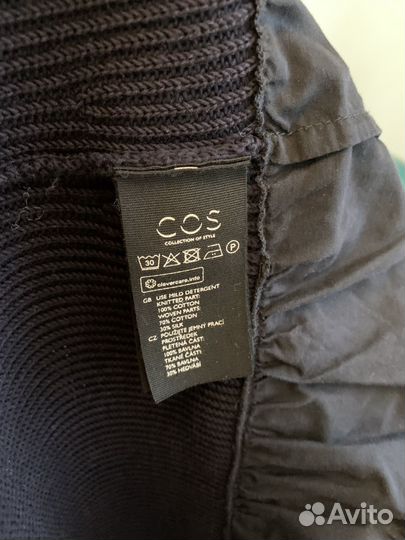 COS
COLLECTION OF STYLE
30 P
clevercare.info
GB USE MILD DETERGENT
KNITTED PART:
100% COTTON
WOVEN PARTS:
70% COTTON
30% SILK
CZ POUŽÍEJTE JEMNÝ PRACÍ
PROSTŘEDEK
PLETENÁ ČÁST:
100% BAVLNA
TKANÉ ČÁSTI:
70% BAVLNA
30% HEDVÁBÍ
Avito